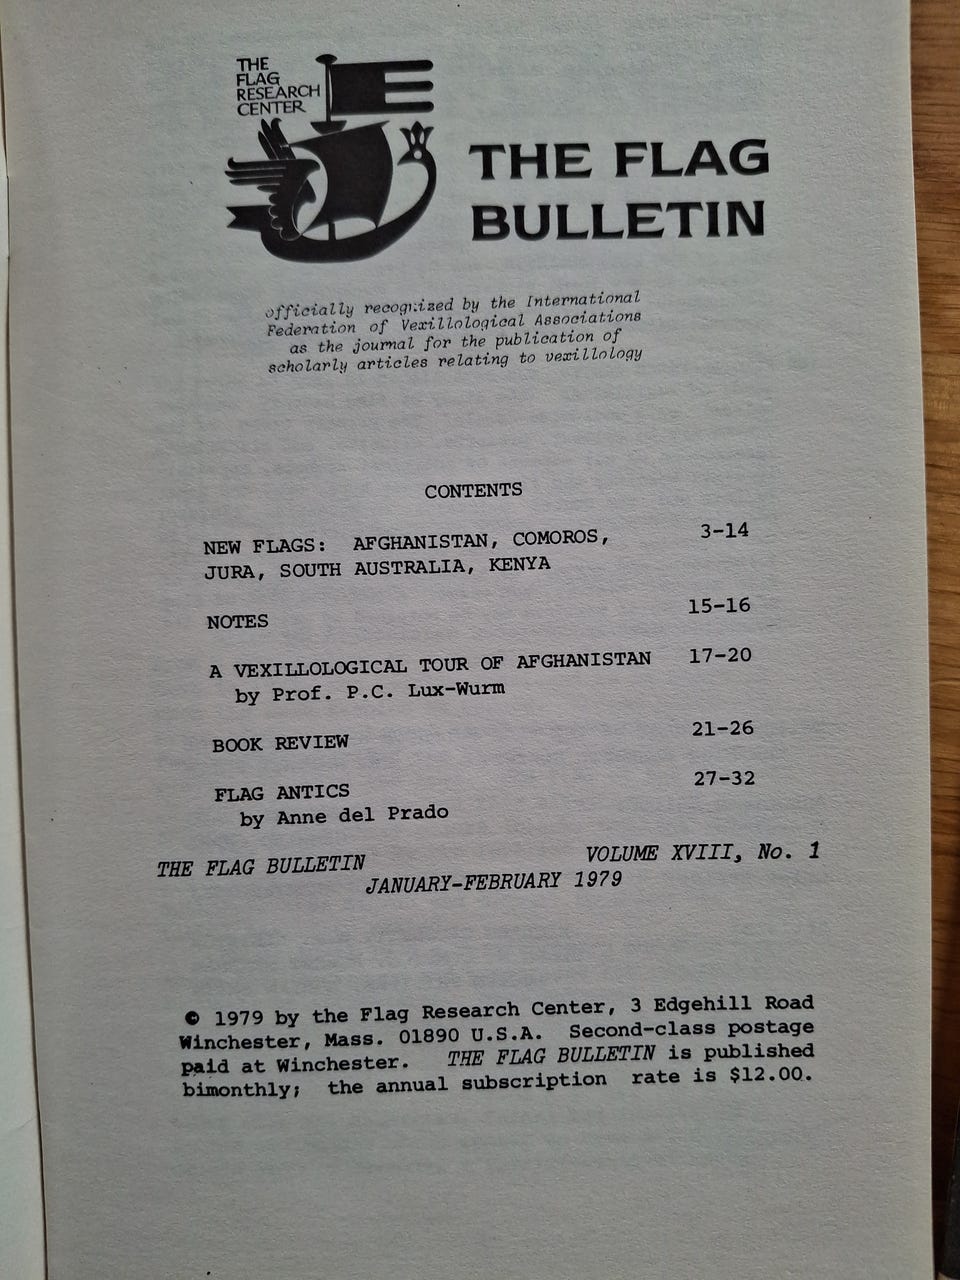 THE
FLAG
RESEARCH
CENTER
THE FLAG
BULLETIN
officially recognized by the International
Federation of Vexillological Associations
as the journal for the publication of
scholarly articles relating to vexillology
CONTENTS
NEW FLAGS: AFGHANISTAN, COMOROS, 3-14
JURA, SOUTH AUSTRALIA, KENYA
NOTES 15-16
A VEXILLOLOGICAL TOUR OF AFGHANISTAN 17-20
by Prof. P.C. Lux-Wurm
BOOK REVIEW 21-26
FLAG ANTICS 27-32
by Anne del Prado
THE FLAG BULLETIN VOLUME XVIII, No. 1
JANUARY-FEBRUARY 1979
© 1979 by the Flag Research Center, 3 Edgehill Road
Winchester, Mass. 01890 U.S.A. Second-class postage
paid at Winchester. THE FLAG BULLETIN is published
bimonthly; the annual subscription rate is $12.00.